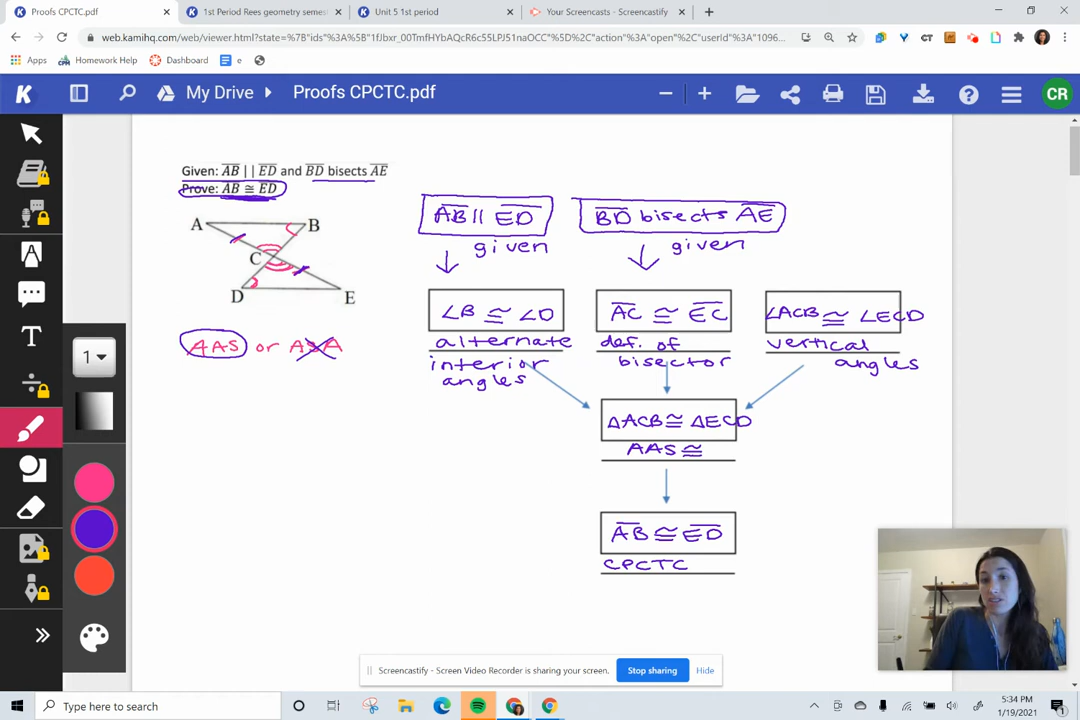 Proofs CPCTC.pdf
1st Period Rees geometry semes
Unit 5 1st period
Your Screencasts - Screencastify
web.kamihq.com/web/viewer.html?state=%7B"ids"%3A%5B"1fJbxr_00TmfHYbAQcR6c55LPJ51naOCC"%5D%2C"action"%3A"open"%2C"userId"%3A"1096...
Apps
Homework Help
Dashboard
e
My Drive
Proofs CPCTC.pdf
CR
Given: AB || ED and BD bisects AE
Prove: AB ≅ ED
A
B
C
D
E
AAS or ASA
AB || ED
given
BD bisects AE
given
∠B ≅ ∠D
alternate
interior
angles
AC ≅ EC
def. of
bisector
∠ACB ≅ ∠ECD
vertical
angles
△ACB ≅ △ECD
AAS ≅
AB ≅ ED
CPCTC
1
Screencastify - Screen Video Recorder is sharing your screen.
Stop sharing
Hide
Type here to search
5:34 PM
1/19/2021